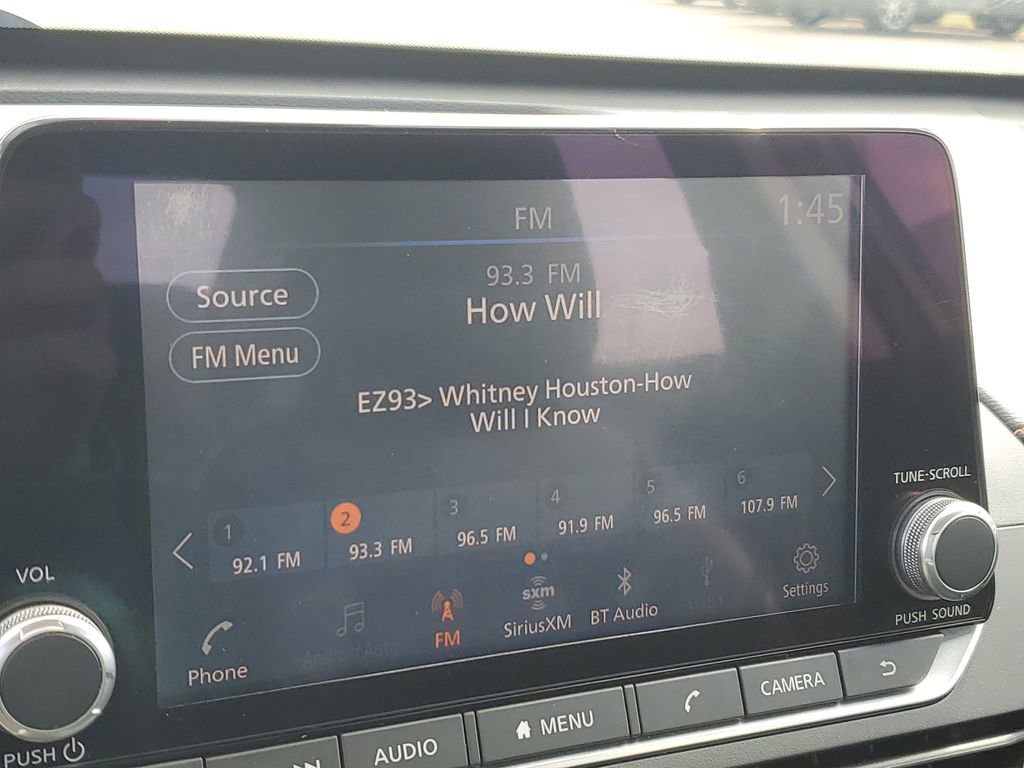 FM
1:45
93.3 FM
How Will
Source
FM Menu
EZ93> Whitney Houston-How
Will I Know
TUNE·SCROLL
1
92.1 FM
2
93.3 FM
3
96.5 FM
4
91.9 FM
5
96.5 FM
6
107.9 FM
VOL
Phone
Android Auto
FM
sxm
SiriusXM
BT Audio
Settings
PUSH SOUND
PUSH
AUDIO
MENU
CAMERA